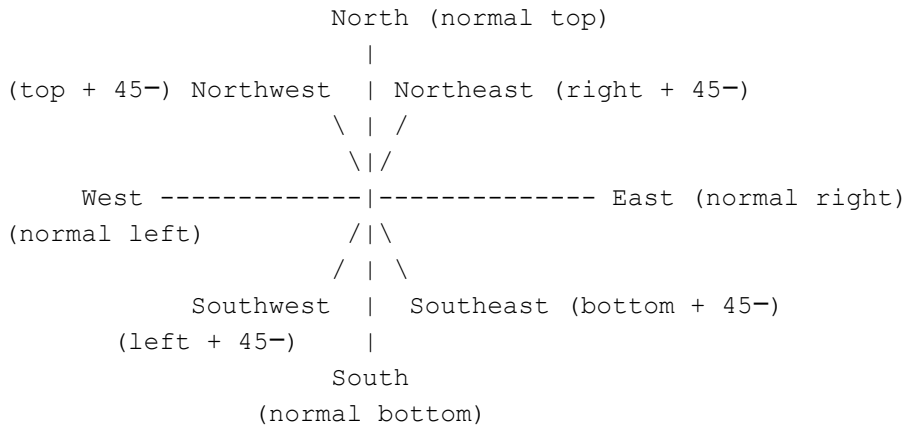 North (normal top)
|
(top + 45-) Northwest | Northeast (right + 45-)
\ | /
\|/
West -------------|-------------- East (normal right)
(normal left) /|\
/ | \
Southwest | Southeast (bottom + 45-)
(left + 45-) |
South
(normal bottom)